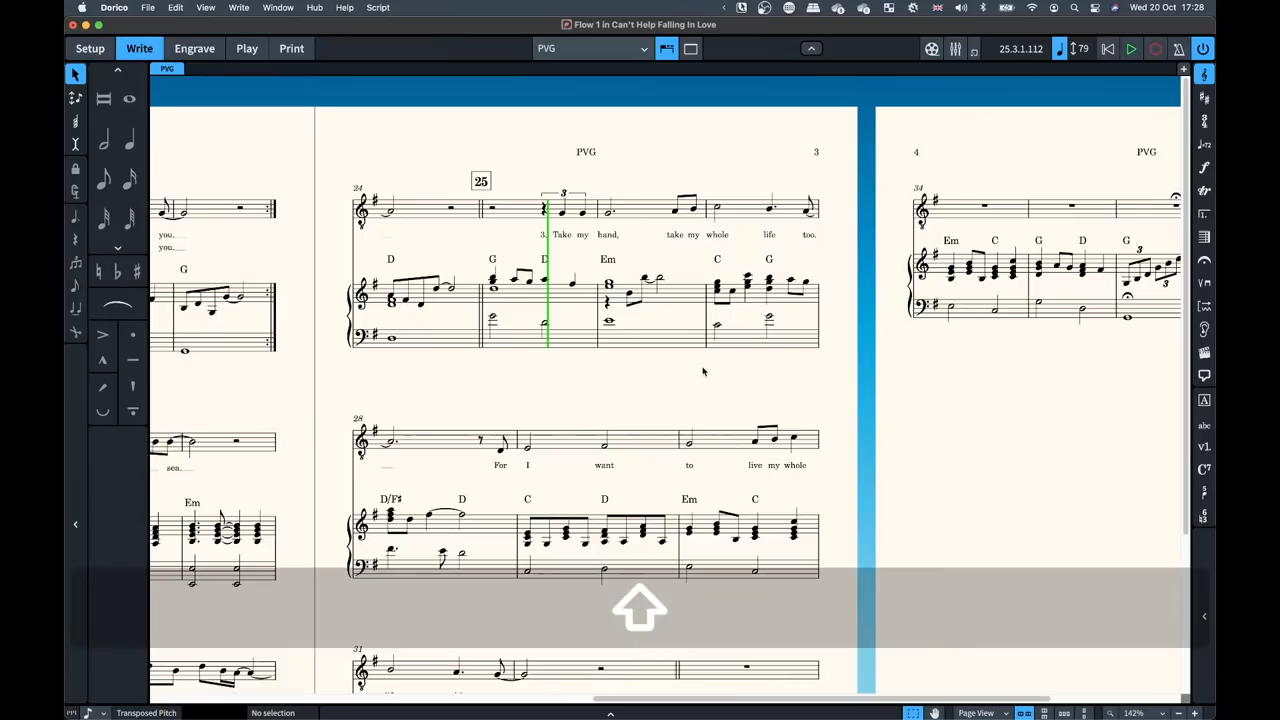 Dorico File Edit View Write Window Hub Help Script Wed 20 Oct 17:28
Flow 1 in Can't Help Falling In Love
Setup Write Engrave Play Print PVG 25.3.1.112 79
PVG
PVG 3
4 PVG
24 25 3 34
you. 3. Take my hand, take my whole life too.
you.
G D G D Em C G Em C G D G
3 3
28
sea. For I want to live my whole
Em D/F# D C D Em C
31
Transposed Pitch No selection Page View 142%